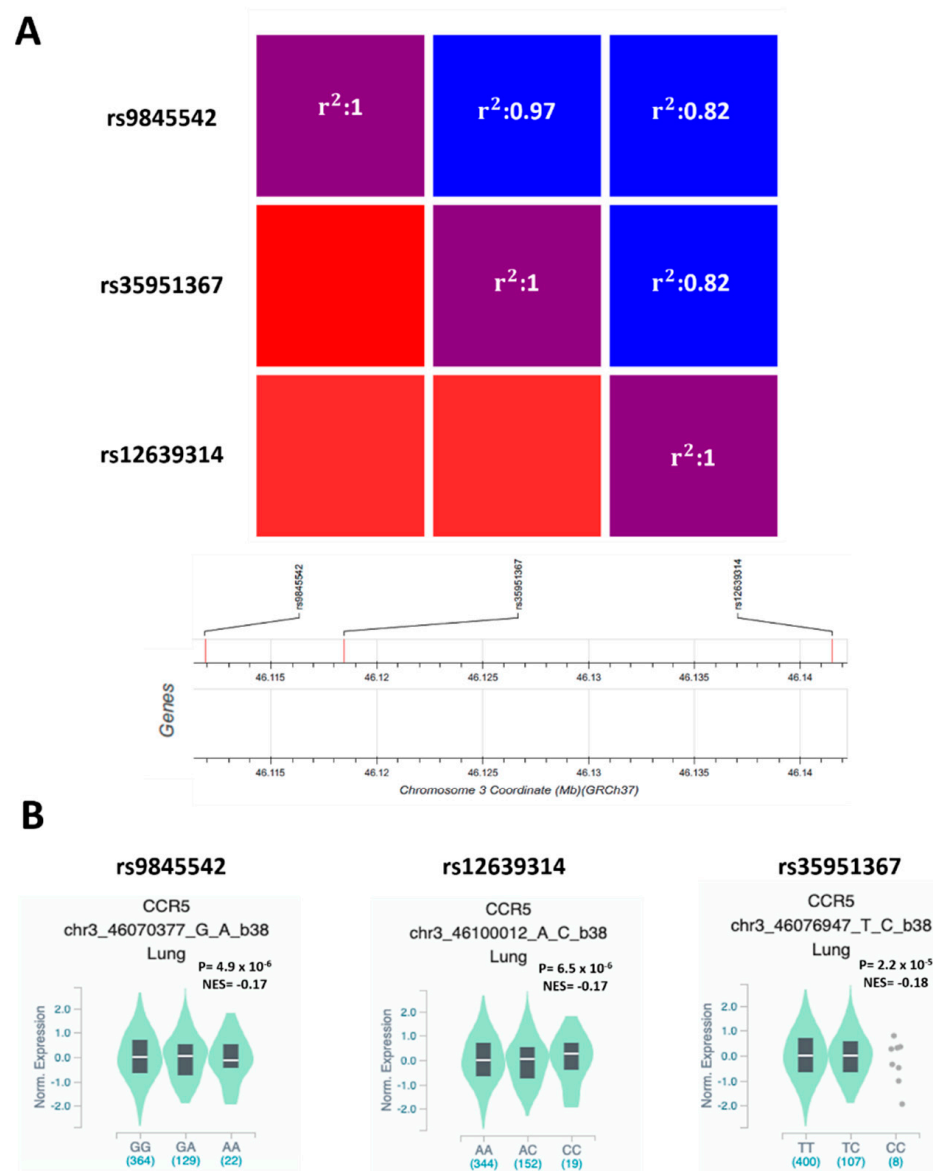 A
rs9845542
r²:1
r²:0.97
r²:0.82
rs35951367
r²:1
r²:0.82
rs12639314
r²:1
rs9845542
rs35951367
rs12639314
46.115 46.12 46.125 46.13 46.135 46.14
Genes
46.115 46.12 46.125 46.13 46.135 46.14
Chromosome 3 Coordinate (Mb)(GRCh37)
B
rs9845542
CCR5
chr3_46070377_G_A_b38
Lung
P= 4.9 x 10⁻⁶
NES= -0.17
Norm. Expression
2.0
1.0
0.0
-1.0
-2.0
GG GA AA
(364) (129) (22)
rs12639314
CCR5
chr3_46100012_A_C_b38
Lung
P= 6.5 x 10⁻⁶
NES= -0.17
Norm. Expression
2.0
1.0
0.0
-1.0
-2.0
AA AC CC
(344) (152) (19)
rs35951367
CCR5
chr3_46076947_T_C_b38
Lung
P= 2.2 x 10⁻⁵
NES= -0.18
Norm. Expression
2.0
1.0
0.0
-1.0
-2.0
TT TC CC
(400) (107) (8)